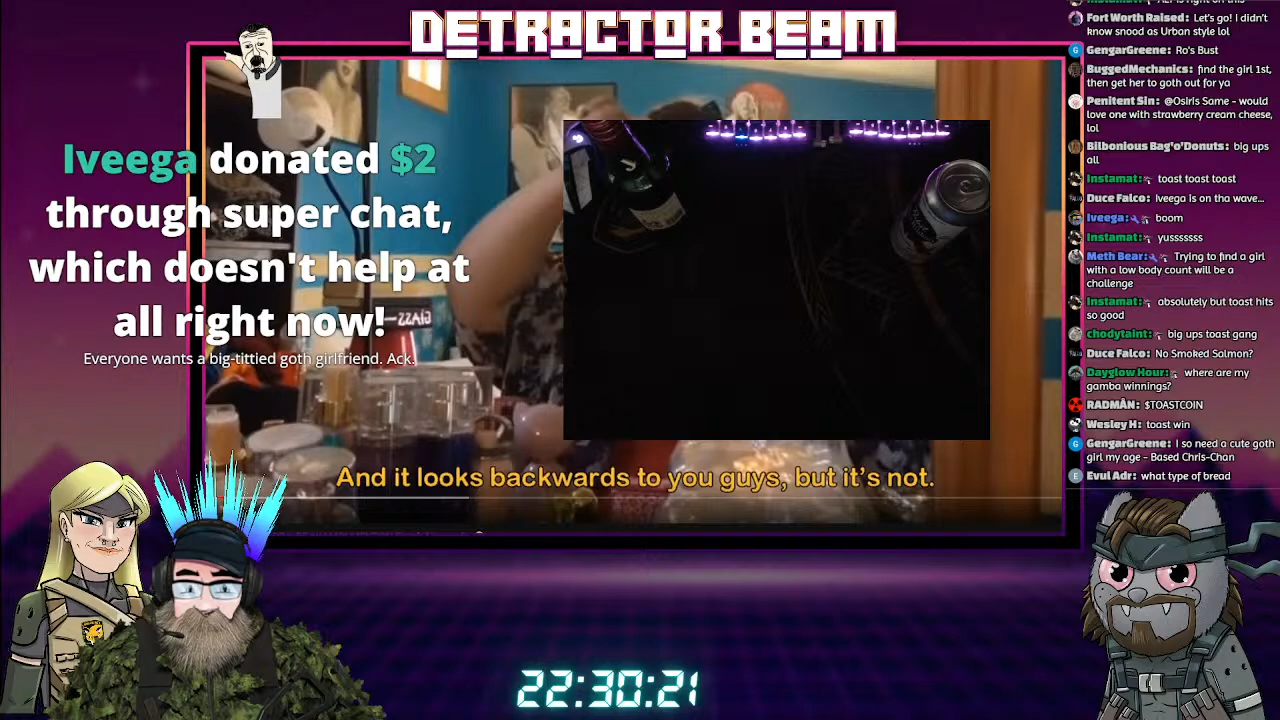 DETRACTOR BEAM
Iveega donated $2
through super chat,
which doesn't help at
all right now!
Everyone wants a big-tittied goth girlfriend. Ack.
And it looks backwards to you guys, but it's not.
22:30:21
Fort Worth Raised: Let's go! I didn't
know snood as Urban style lol
GengarGreene: Ro's Bust
BuggedMechanics: find the girl 1st,
then get her to goth out for ya
Penitent Sin: @Osiris Same - would
love one with strawberry cream cheese,
lol
Bilbonious Bag'o'Donuts: big ups
all
Instamat: toast toast toast
Duce Falco: Iveega Is on tha wave...
Iveega: boom
Instamat: yusssssss
Meth Bear: Trying to find a girl
with a low body count will be a
challenge
Instamat: absolutely but toast hits
so good
chodytaint: big ups toast gang
Duce Falco: No Smoked Salmon?
Dayglow Hour: where are my
gamba winnings?
RADMÂN: $TOASTCOIN
Wesley H: toast win
GengarGreene: I so need a cute goth
girl my age - Based Chris-Chan
Evul Adr: what type of bread